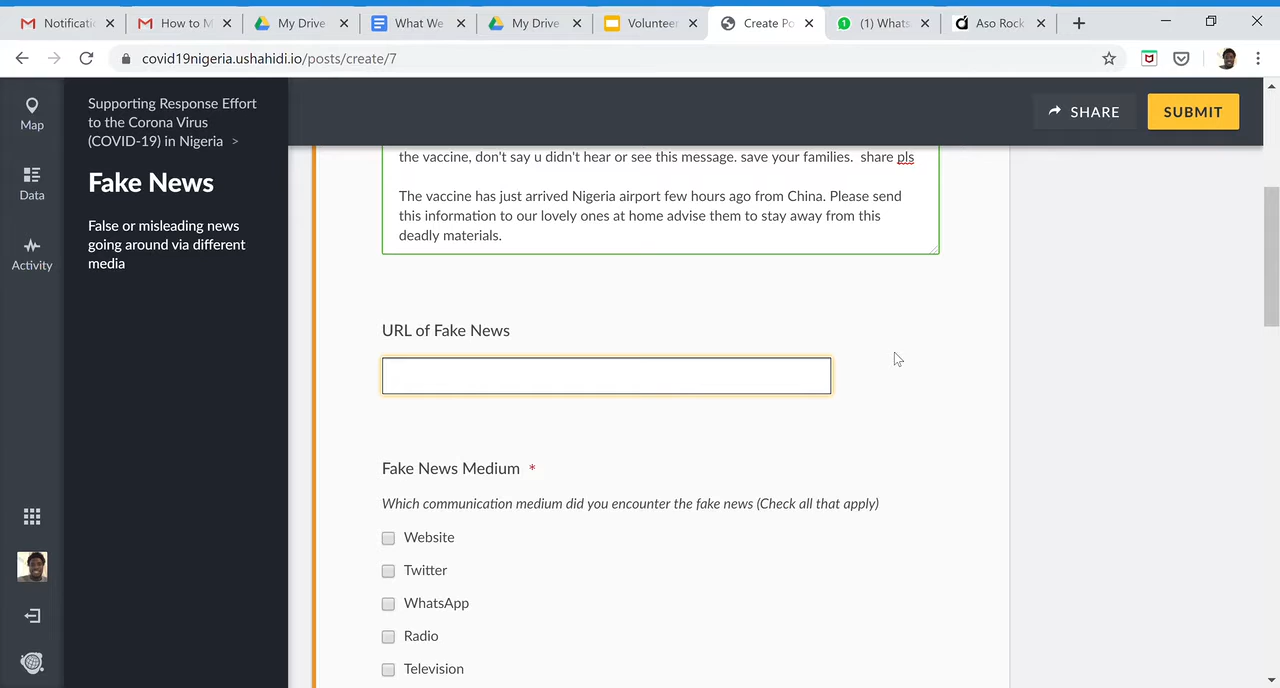 Notificatio
How to M
My Drive
What We
My Drive
Volunteer
Create Po
(1) Whats
Aso Rock
covid19nigeria.ushahidi.io/posts/create/7
Map
Data
Activity
Supporting Response Effort
to the Corona Virus
(COVID-19) in Nigeria >
Fake News
False or misleading news
going around via different
media
SHARE
SUBMIT
the vaccine, don't say u didn't hear or see this message. save your families. share pls
The vaccine has just arrived Nigeria airport few hours ago from China. Please send
this information to our lovely ones at home advise them to stay away from this
deadly materials.
URL of Fake News
Fake News Medium *
Which communication medium did you encounter the fake news (Check all that apply)
Website
Twitter
WhatsApp
Radio
Television